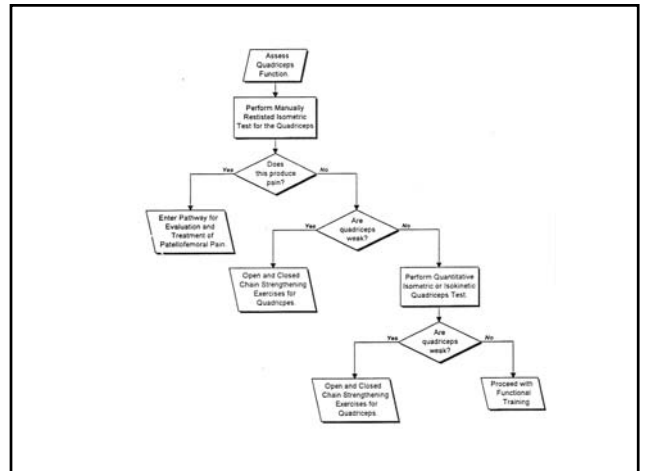 Assess
Quadriceps
Function.
Perform Manually
Restisted Isometric
Test for the Quadriceps
Does
this produce
pain?
Yes
No
Enter Pathway for
Evaluation and
Treatment of
Patellofemoral Pain
Are
quadriceps
weak?
Yes
No
Open and Closed
Chain Strengthening
Exercises for
Quadricpes.
Perform Quantitative
Isometric or Isokinetic
Quadriceps Test
Are
quadriceps
weak?
Yes
No
Open and Closed
Chain Strengthening
Exercises for
Quadriceps.
Proceed with
Functional
Training